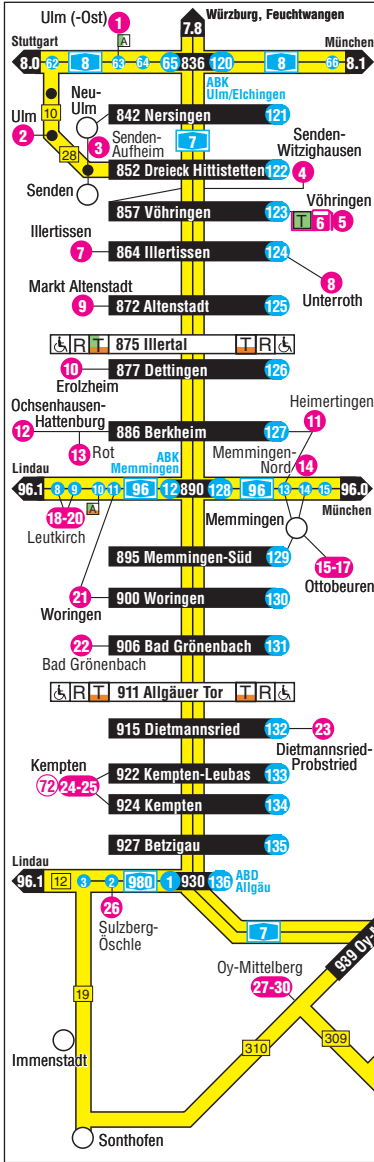 Ulm (-Ost) 1
A
7.8 Würzburg, Feuchtwangen
Stuttgart
München
8.0 62 8 63 64 65 836 120 8 66 8.1
ABK
Ulm/Elchingen
10
Neu-
Ulm
842 Nersingen 121
Ulm
2
3 Senden-
Aufheim
7
Senden-
Witzighausen
4
28
852 Dreieck Hittistetten 122
Senden
857 Vöhringen 123
Vöhringen
T 6 5
Illertissen
7
864 Illertissen 124
8
Unterroth
Markt Altenstadt
9
872 Altenstadt 125
R T 875 Illertal T R
10
877 Dettingen 126
Erolzheim
Ochsenhausen-
Hattenburg
12
13 Rot
Heimertingen
11
886 Berkheim 127
ABK
Memmingen
Memmingen-
Nord 14
Lindau
96.1 8 9 10 11 96 12 890 128 96 13 14 15 96.0
München
18-20
A
Leutkirch
Memmingen
895 Memmingen-Süd 129
15-17
Ottobeuren
21
Woringen
900 Woringen 130
22
Bad Grönenbach
906 Bad Grönenbach 131
R T 911 Allgäuer Tor T R
915 Dietmannsried 132
23
Dietmannsried-
Probstried
Kempten
72 24-25
922 Kempten-Leubas 133
924 Kempten 134
927 Betzigau 135
Lindau
96.1 12 3 2 980 1 930 136
ABD
Allgäu
26
Sulzberg-
Öschle
7
939 Oy-M
Oy-Mittelberg
27-30
19
309
310
Immenstadt
Sonthofen